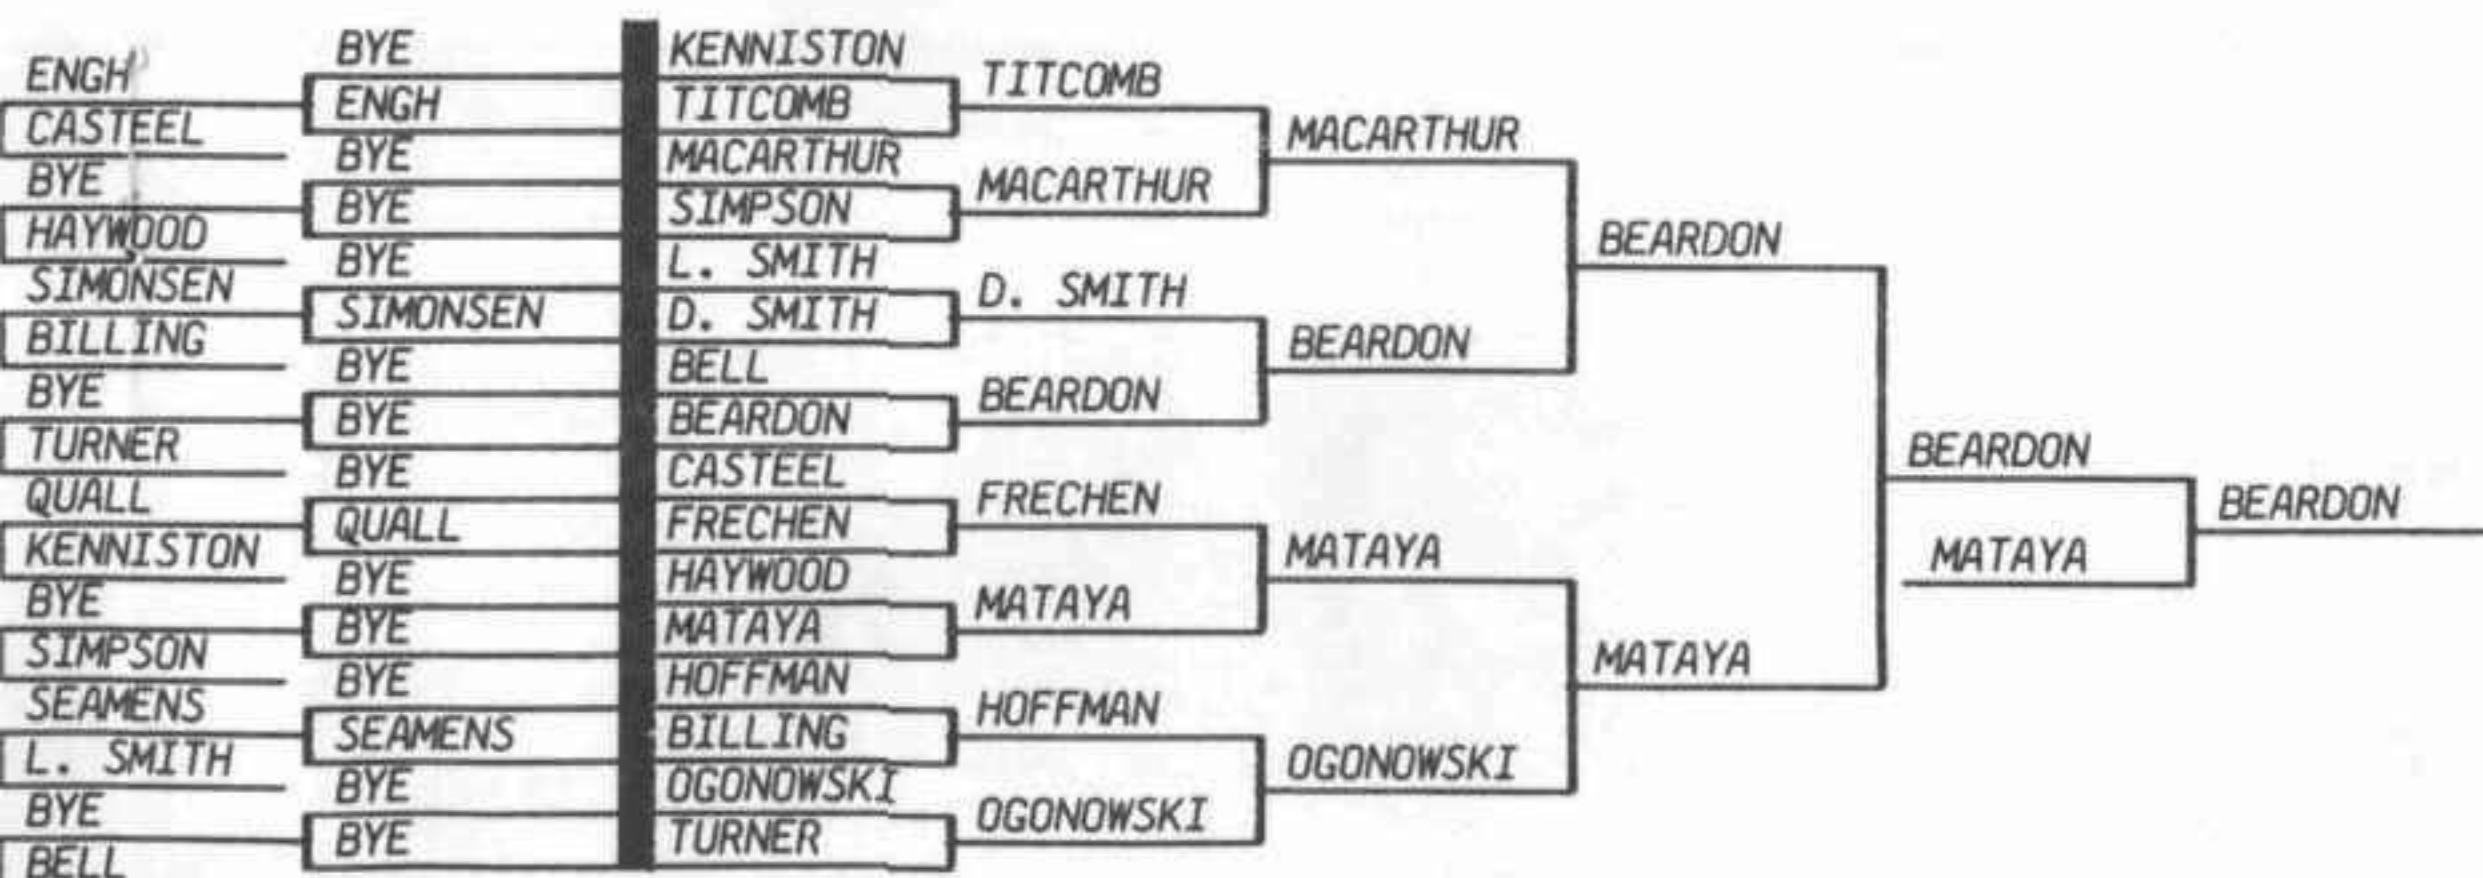 ENGH
CASTEEL
BYE
HAYWOOD
SIMONSEN
BILLING
BYE
TURNER
QUALL
KENNISTON
BYE
SIMPSON
SEAMENS
L. SMITH
BYE
BELL
BYE
ENGH
BYE
BYE
BYE
SIMONSEN
BYE
BYE
BYE
QUALL
BYE
BYE
BYE
SEAMENS
BYE
BYE
KENNISTON
TITCOMB
MACARTHUR
SIMPSON
L. SMITH
D. SMITH
BELL
BEARDON
CASTEEL
FRECHEN
HAYWOOD
MATAYA
HOFFMAN
BILLING
OGONOWSKI
TURNER
TITCOMB
MACARTHUR
D. SMITH
BEARDON
FRECHEN
MATAYA
HOFFMAN
OGONOWSKI
MACARTHUR
BEARDON
MATAYA
OGONOWSKI
BEARDON
MATAYA
BEARDON
MATAYA
BEARDON